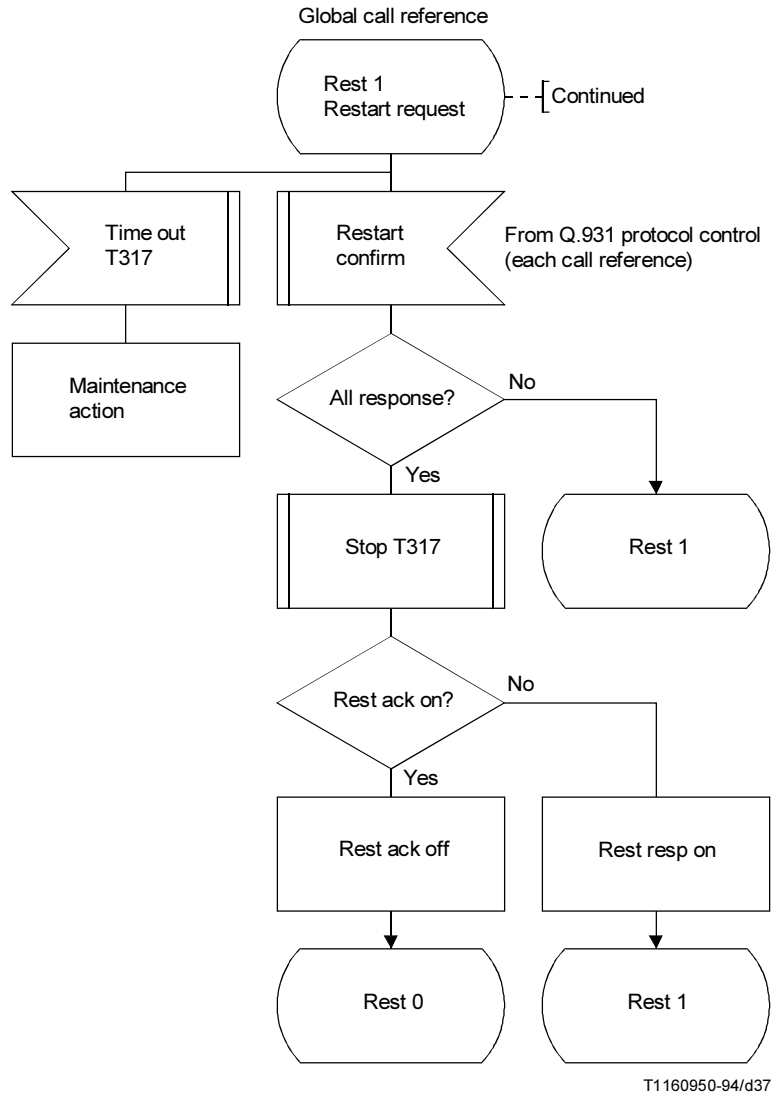 Global call reference
Rest 1
Restart request
Continued
Time out
T317
Restart
confirm
From Q.931 protocol control
(each call reference)
Maintenance
action
All response?
No
Yes
Stop T317
Rest 1
Rest ack on?
No
Yes
Rest ack off
Rest resp on
Rest 0
Rest 1
T1160950-94/d37